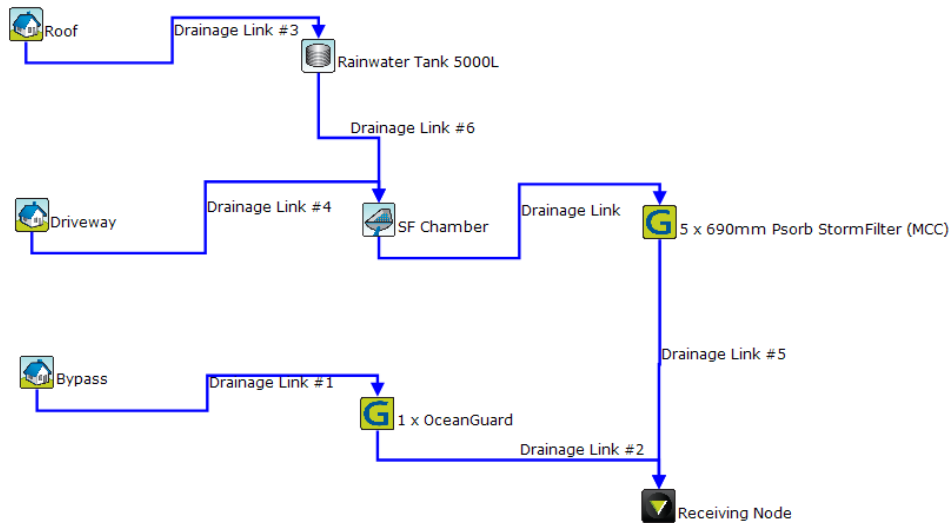 Roof
Drainage Link #3
Rainwater Tank 5000L
Drainage Link #6
Driveway
Drainage Link #4
SF Chamber
Drainage Link
G 5 x 690mm Psorb StormFilter (MCC)
Drainage Link #5
Bypass
Drainage Link #1
G 1 x OceanGuard
Drainage Link #2
Receiving Node